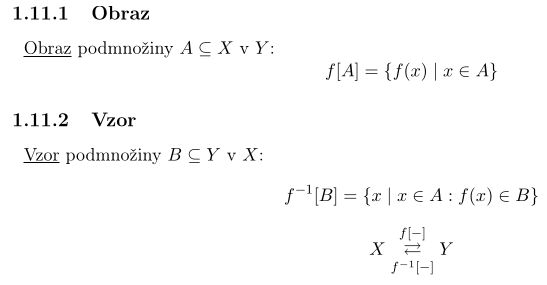 1.11.1 Obraz
Obraz podmnožiny A ⊆ X v Y:
f[A] = {f(x) | x ∈ A}
1.11.2 Vzor
Vzor podmnožiny B ⊆ Y v X:
f⁻¹[B] = {x | x ∈ A : f(x) ∈ B}
f[−]
X ⇄ Y
f⁻¹[−]